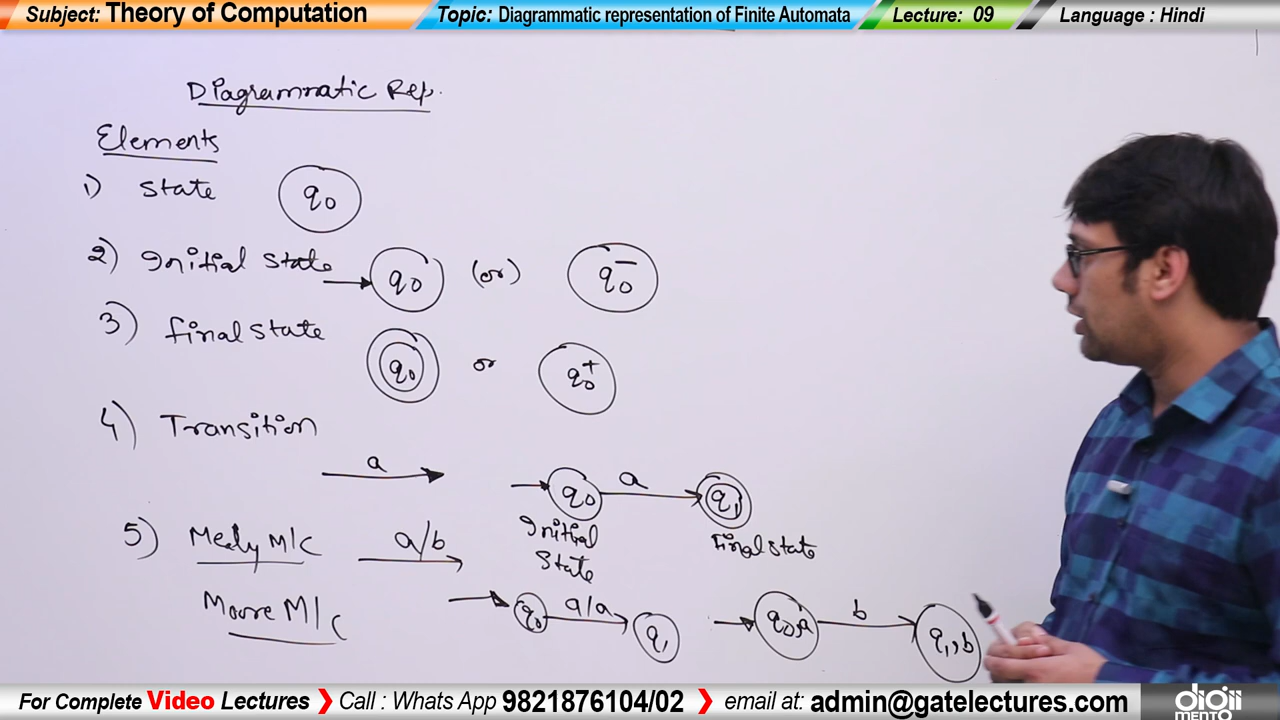 Subject: Theory of Computation
Topic: Diagrammatic representation of Finite Automata
Lecture: 09
Language : Hindi
Diagrammatic Rep.
Elements
1) State q0
2) Initial State q0 (or) q0-
3) final state q0 or q0+
4) Transition
a q0 a q1
Initial State
Final state
5) Mealy M/C a/b
Moore M/C q0 a/a q1 q0,a b q1,b
For Complete Video Lectures ❯ Call : Whats App 9821876104/02 ❯ email at: admin@gatelectures.com
digii
MENTO